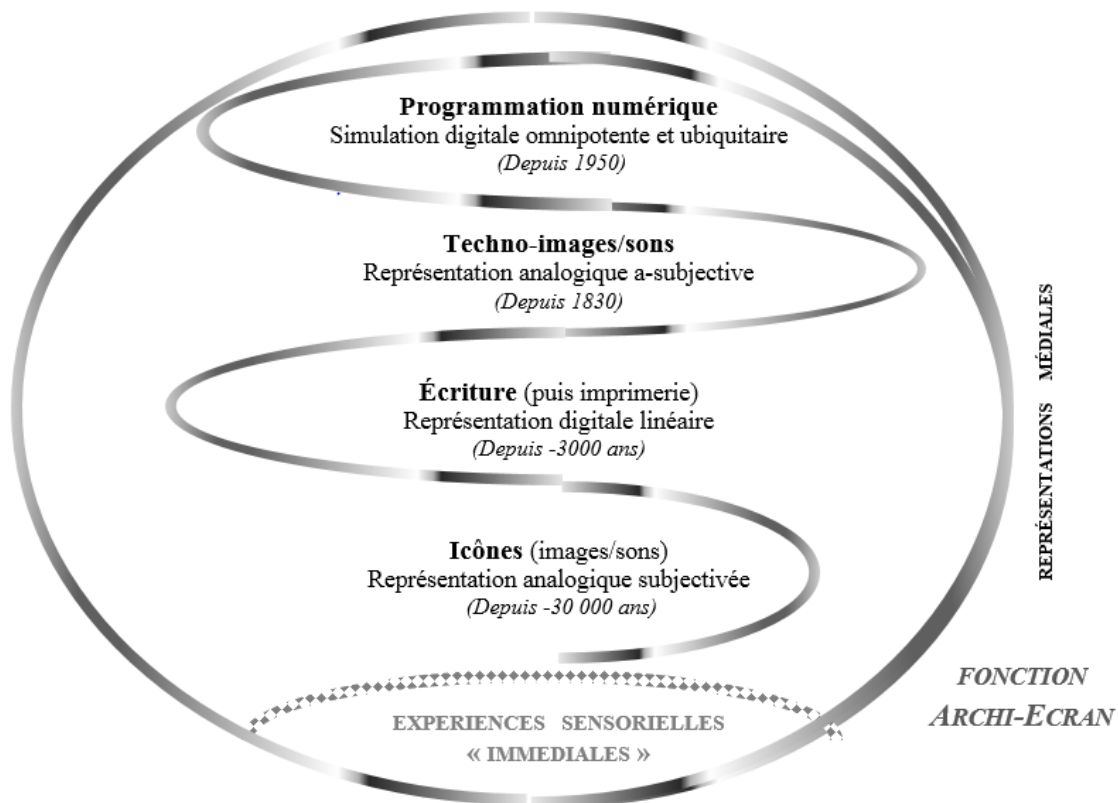 Programmation numérique
Simulation digitale omnipotente et ubiquitaire
(Depuis 1950)
Techno-images/sons
Représentation analogique a-subjective
(Depuis 1830)
Écriture (puis imprimerie)
Représentation digitale linéaire
(Depuis -3000 ans)
Icônes (images/sons)
Représentation analogique subjectivée
(Depuis -30 000 ans)
EXPERIENCES SENSORIELLES
« IMMEDIALES »
REPRÉSENTATIONS MÉDIALES
FONCTION
ARCHI-ECRAN